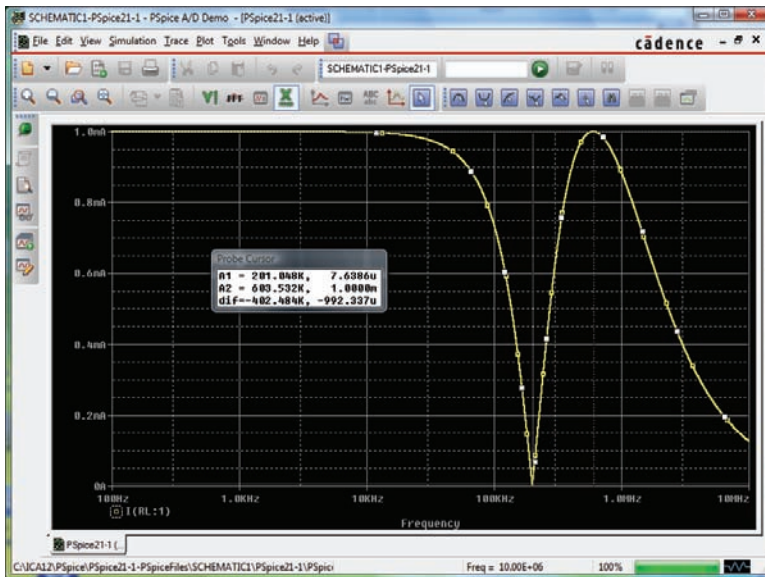 SCHEMATIC1-PSpice21-1 - PSpice A/D Demo - [PSpice21-1 (active)]
File Edit View Simulation Trace Plot Tools Window Help
cādence
SCHEMATIC1-PSpice21-1
1.0mA
0.8mA
0.6mA
0.4mA
0.2mA
0A
Probe Cursor
A1 = 201.048K, 7.6386u
A2 = 603.532K, 1.0000m
dif=-402.484K, -992.337u
100Hz 1.0KHz 10KHz 100KHz 1.0MHz 10MHz
I(RL:1)
Frequency
PSpice21-1 (...
C:\ICA12\PSpice\PSpice21-1-PSpiceFiles\SCHEMATIC1\PSpice21-1\PSpic Freq = 10.00E+06 100%